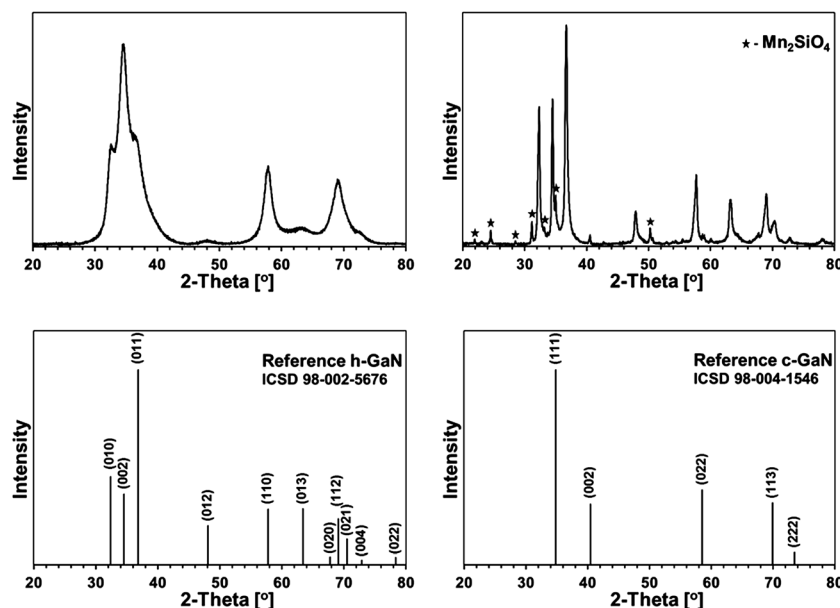 ★ - Mn₂SiO₄
Intensity
20 30 40 50 60 70 80
2-Theta [º]
Intensity
20 30 40 50 60 70 80
2-Theta [º]
Reference h-GaN
ICSD 98-002-5676
(010)
(002)
(011)
(012)
(110)
(013)
(020)
(112)
(021)
(004)
(022)
Intensity
20 30 40 50 60 70 80
2-Theta [º]
Reference c-GaN
ICSD 98-004-1546
(111)
(002)
(022)
(113)
(222)
Intensity
20 30 40 50 60 70 80
2-Theta [º]